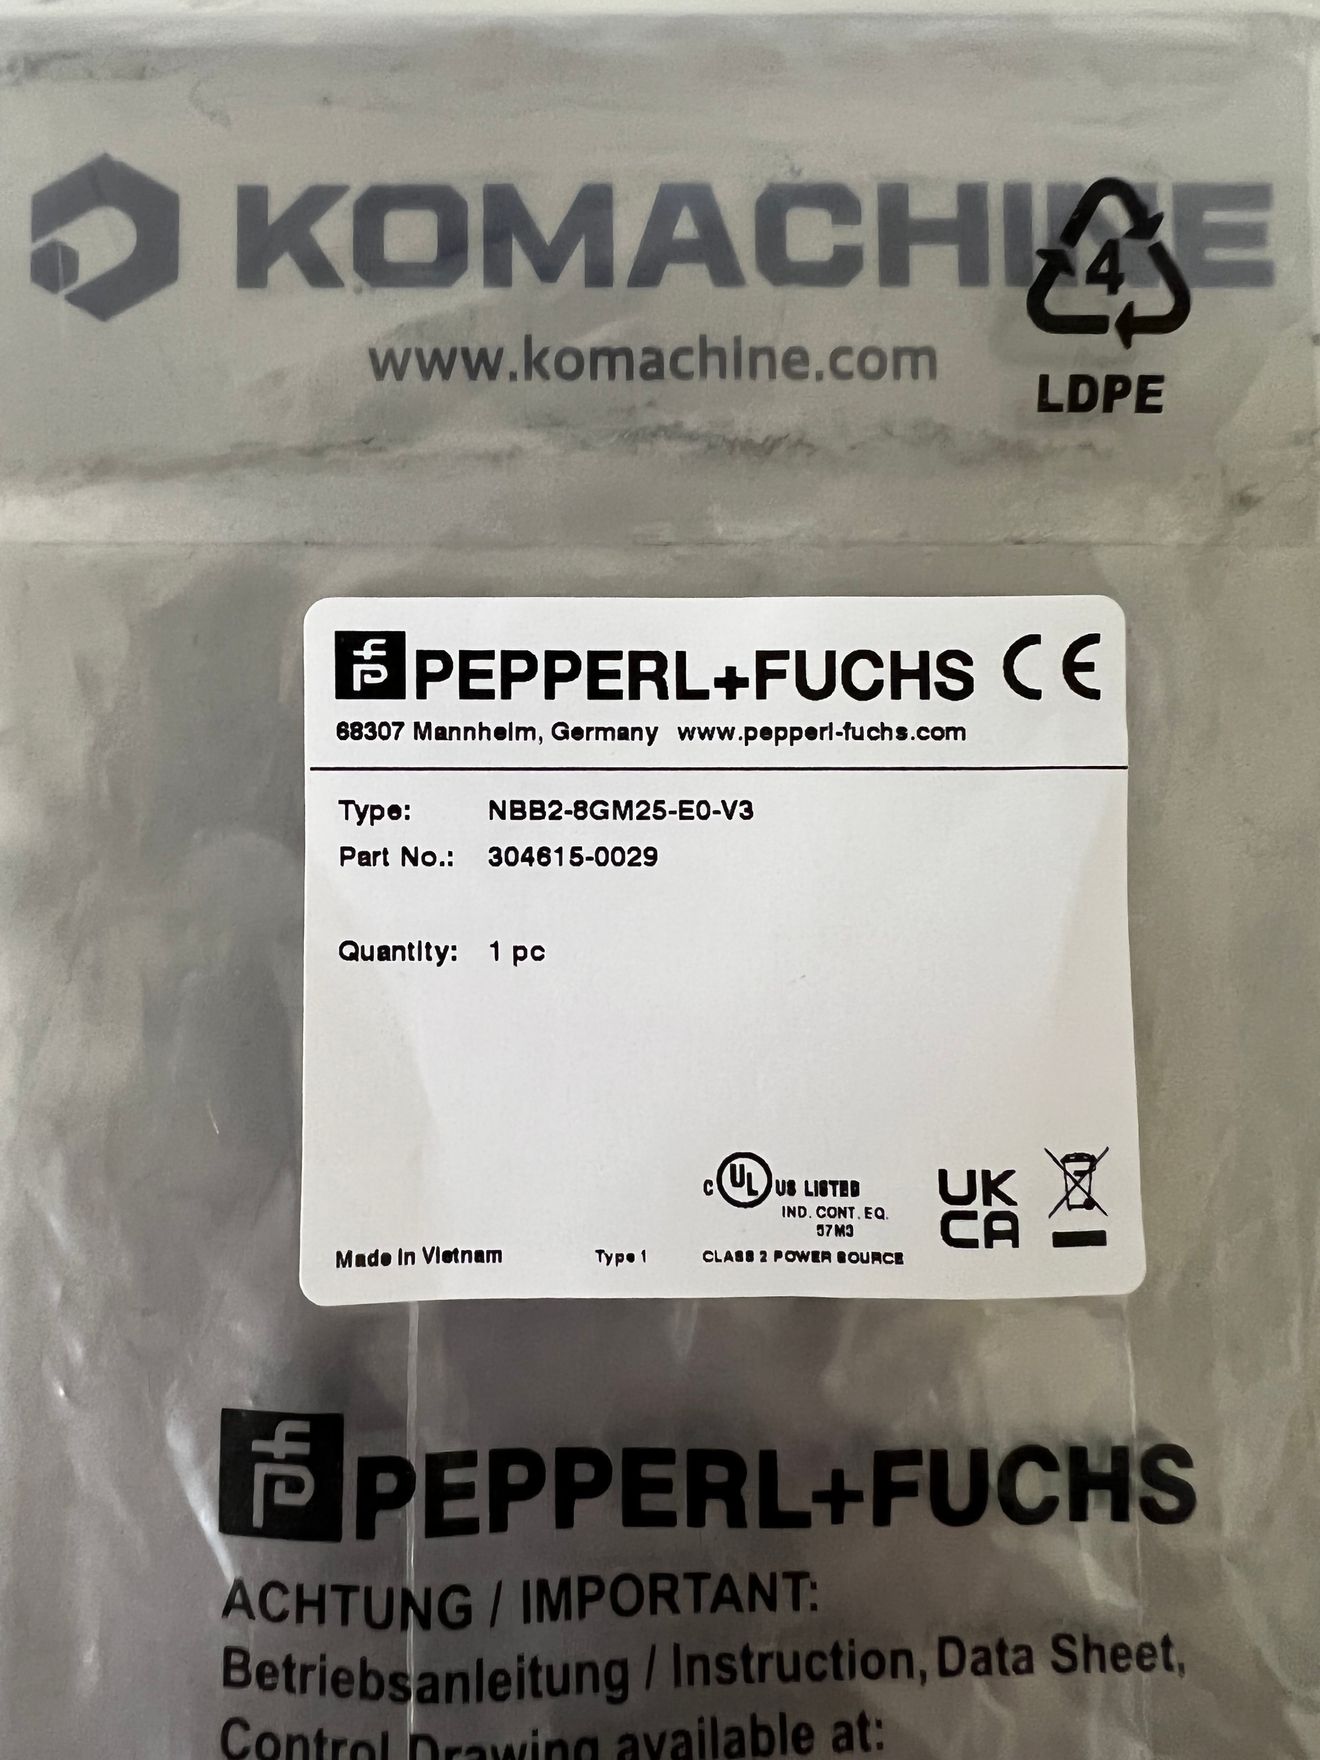 KOMACHINE
www.komachine.com
4
LDPE
PEPPERL+FUCHS CE
68307 Mannheim, Germany www.pepperl-fuchs.com
Type: NBB2-8GM25-E0-V3
Part No.: 304615-0029
Quantity: 1 pc
c UL US LISTED
IND. CONT. EQ.
57M3
UK
CA
Made in Vietnam Type 1 CLASS 2 POWER SOURCE
PEPPERL+FUCHS
ACHTUNG / IMPORTANT:
Betriebsanleitung / Instruction, Data Sheet,
Control Drawing available at: